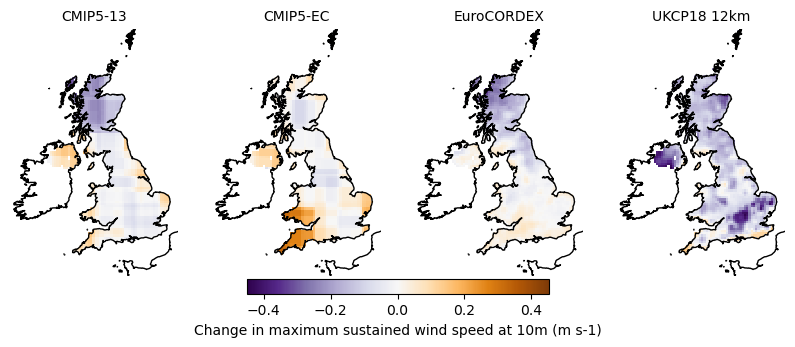 CMIP5-13 CMIP5-EC EuroCORDEX UKCP18 12km
−0.4 −0.2 0.0 0.2 0.4
Change in maximum sustained wind speed at 10m (m s-1)